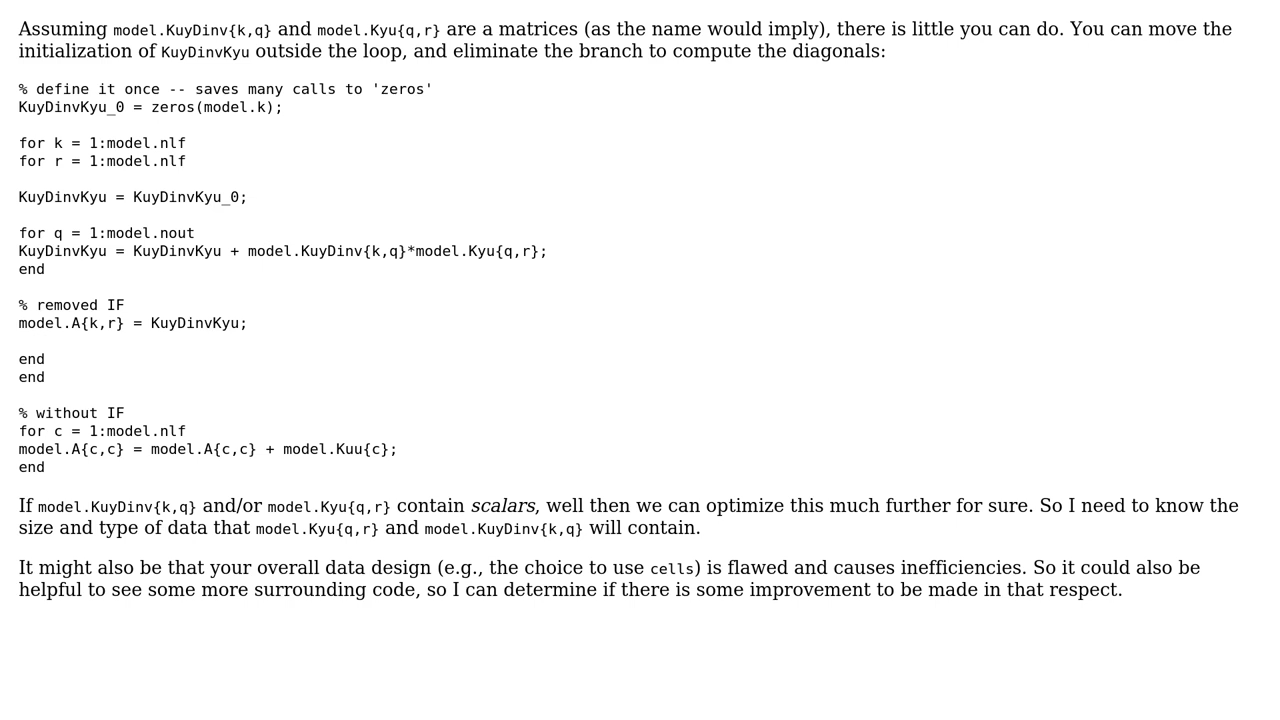 Assuming model.KuyDinv{k,q} and model.Kyu{q,r} are a matrices (as the name would imply), there is little you can do. You can move the
initialization of KuyDinvKyu outside the loop, and eliminate the branch to compute the diagonals:
% define it once -- saves many calls to 'zeros'
KuyDinvKyu_0 = zeros(model.k);
for k = 1:model.nlf
for r = 1:model.nlf
KuyDinvKyu = KuyDinvKyu_0;
for q = 1:model.nout
KuyDinvKyu = KuyDinvKyu + model.KuyDinv{k,q}*model.Kyu{q,r};
end
% removed IF
model.A{k,r} = KuyDinvKyu;
end
end
% without IF
for c = 1:model.nlf
model.A{c,c} = model.A{c,c} + model.Kuu{c};
end
If model.KuyDinv{k,q} and/or model.Kyu{q,r} contain scalars, well then we can optimize this much further for sure. So I need to know the
size and type of data that model.Kyu{q,r} and model.KuyDinv{k,q} will contain.
It might also be that your overall data design (e.g., the choice to use cells) is flawed and causes inefficiencies. So it could also be
helpful to see some more surrounding code, so I can determine if there is some improvement to be made in that respect.